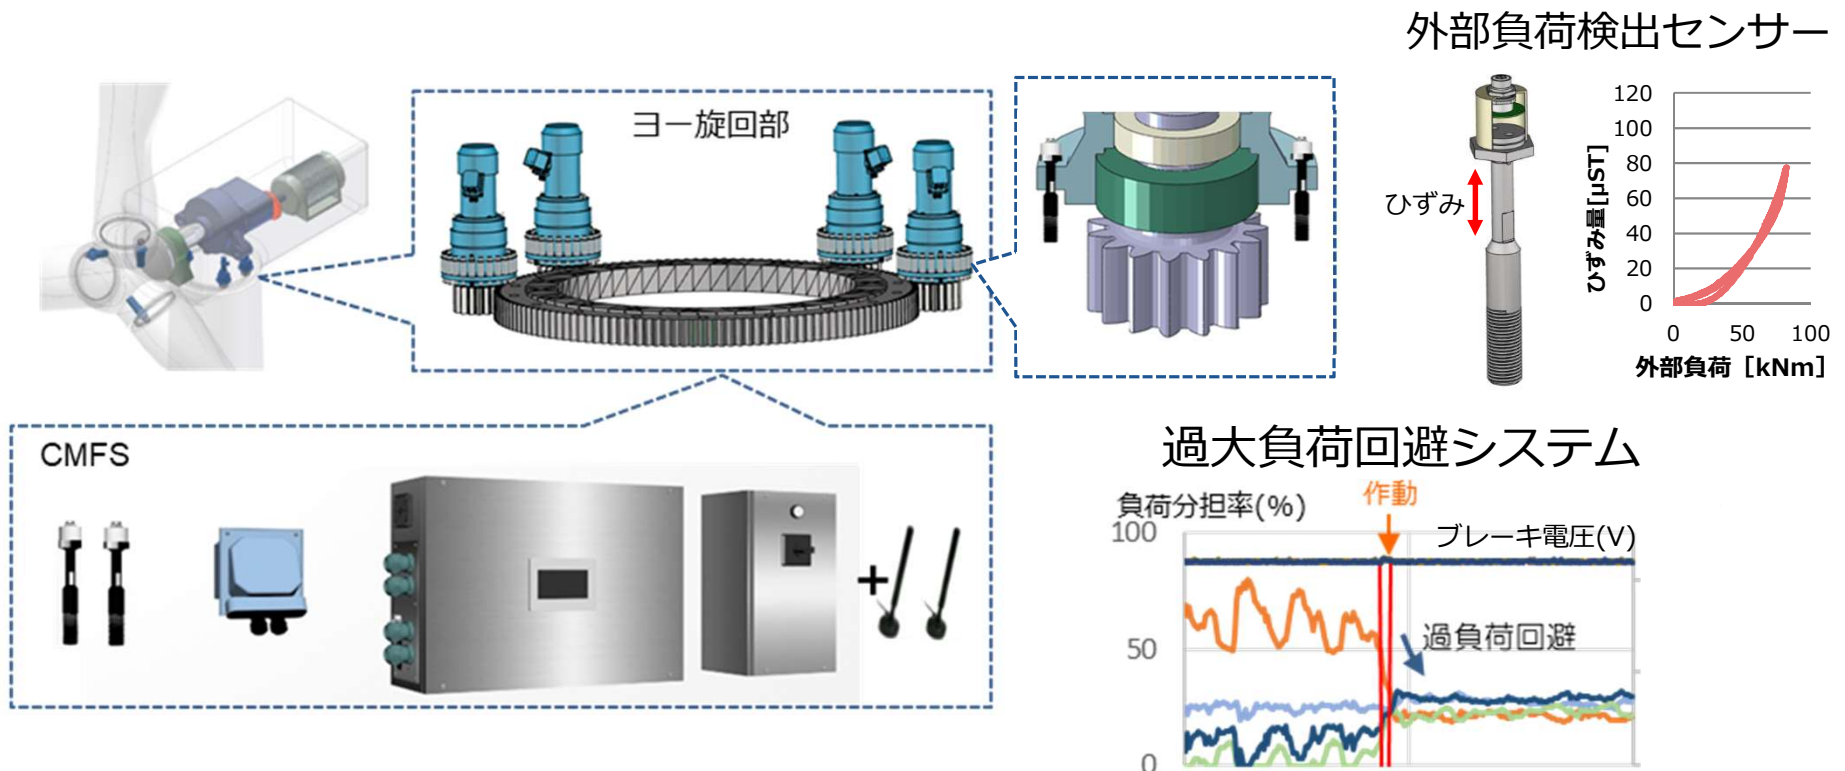 外部負荷検出センサー
ヨー旋回部
ひずみ
ひずみ量[μST]
120
100
80
60
40
20
0
0 50 100
外部負荷 [kNm]
CMFS
+
過大負荷回避システム
負荷分担率(%)
作動
ブレーキ電圧(V)
100
過負荷回避
50
0